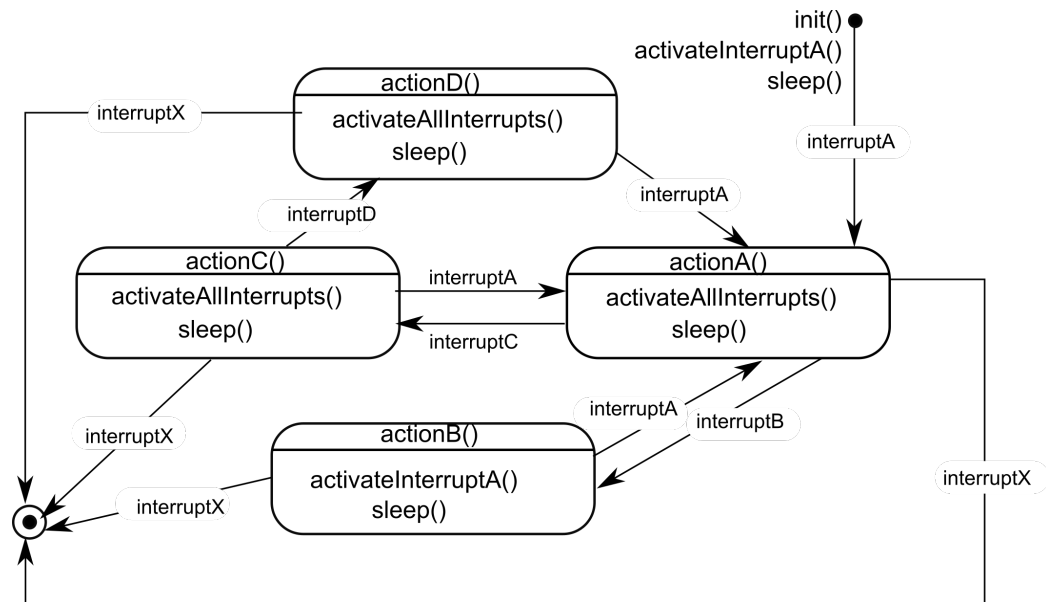 init()
activateInterruptA()
sleep()
actionD()
interruptX
activateAllInterrupts()
sleep()
interruptA
interruptA
interruptD
actionC()
activateAllInterrupts()
sleep()
interruptA
interruptC
actionA()
activateAllInterrupts()
sleep()
interruptX
interruptA
interruptB
actionB()
activateInterruptA()
sleep()
interruptX
interruptX